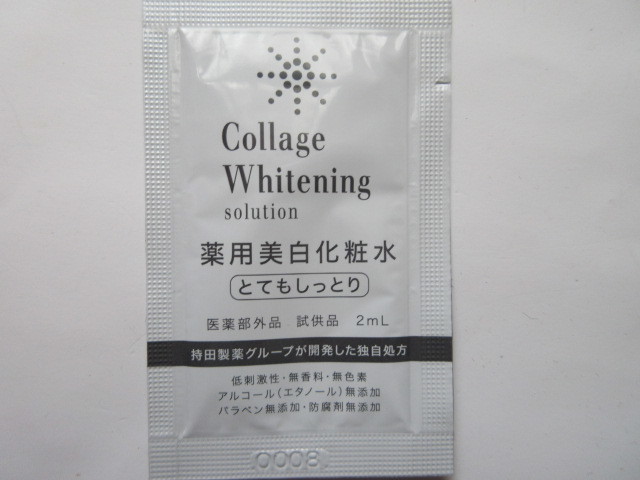 Collage
Whitening
solution
薬用美白化粧水
とてもしっとり
医薬部外品 試供品 2mL
持田製薬グループが開発した独自処方
低刺激性・無香料・無色素
アルコール（エタノール）無添加
パラベン無添加・防腐剤無添加
0008